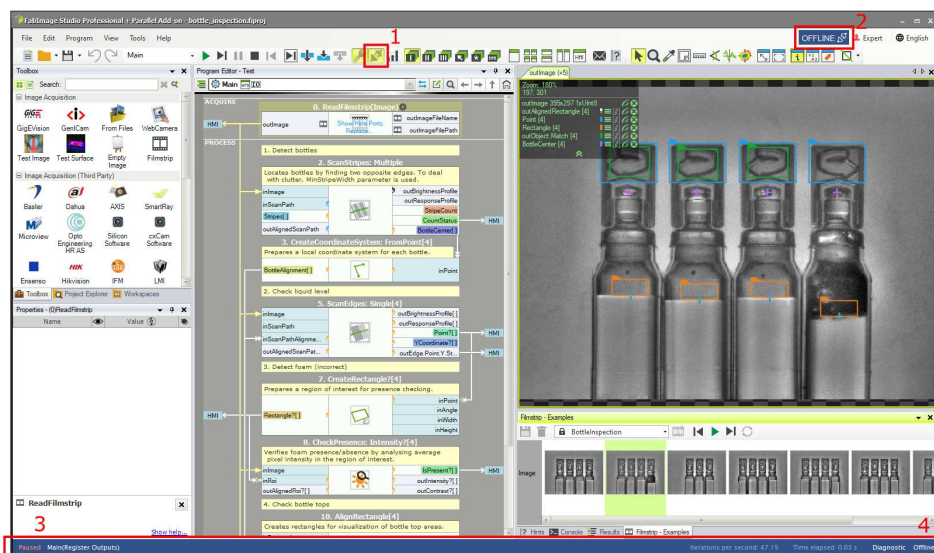 FabImage Studio Professional + Parallel Add-on - bottle_inspection.fiproj
1
2
File Edit Program View Tools Help
OFFLINE
Expert
English
Main
Toolbox
Search:
Image Acquisition
GigEVision
GenICam
From Files
WebCamera
Test Image
Test Surface
Empty Image
Filmstrip
Image Acquisition (Third Party)
Basler
Dahua
AXIS
SmartRay
Microview
Opto Engineering HR AS
Silicon Software
cxCam Software
Ensenso
HIK
Hikvision
IFM
LMI
Toolbox
Project Explorer
Workspaces
Properties - (0)ReadFilmstrip
Name
Value
ReadFilmstrip
3
Show help...
Program Editor - Test
Main
IO
ACQUIRE
0. ReadFilmstrip(Image)
HMI
outImage
Show/Hide Ports
Replace...
outImageFileName
outImageFilePath
PROCESS
1. Detect bottles
2. ScanStripes: Multiple
Locates bottles by finding two opposite edges. To deal
with clutter, MinStripeWidth parameter is used.
inImage
inScanPath
Stripes[]
outAlignedScanPath
outBrightnessProfile
outResponseProfile
StripeCount
CountStatus
BottleCenter[]
HMI
3. CreateCoordinateSystem: FromPoint[4]
Prepares a local coordinate system for each bottle.
BottleAlignment[]
inPoint
2. Check liquid level
5. ScanEdges: Single[4]
inImage
inScanPath
inScanPathAlignme...
outAlignedScanPat...
outBrightnessProfile[]
outResponseProfile[]
Point?[]
YCoordinate?[]
outEdge.Point.Y.St...
HMI
HMI
3. Detect foam (incorrect)
7. CreateRectangle?[4]
Prepares a region of interest for presence checking.
HMI
Rectangle?[]
inPoint
inAngle
inWidth
inHeight
8. CheckPresence: Intensity?[4]
Verifies foam presence/absence by analysing average
pixel intensity in the region of interest.
inImage
inRoi
outAlignedRoi?[]
IsPresent?[]
outIntensity?[]
outContrast?[]
HMI
4. Check bottle tops
10. AlignRectangle[4]
Creates rectangles for visualization of bottle top areas.
outImage (+5)
Zoom: 100%
197, 301
outImage 395x297 1xUInt8
outAlignedRectangle [4]
Point [4]
Rectangle [4]
outObject.Match [4]
BottleCenter [4]
Filmstrip - Examples
BottleInspection
Image
4
Hints
Console
Results
Filmstrip - Examples
Paused Main(Register Outputs)
Iterations per second: 47.19
Time elapsed: 0.03 s
Diagnostic
Offline